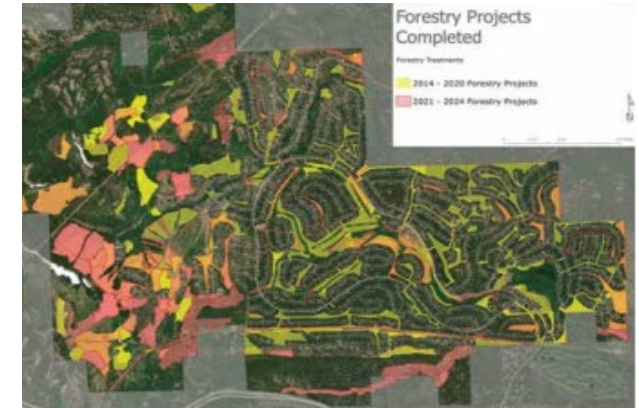 Forestry Projects
Completed
Forestry Treatments
2014 - 2020 Forestry Projects
2021 - 2024 Forestry Projects